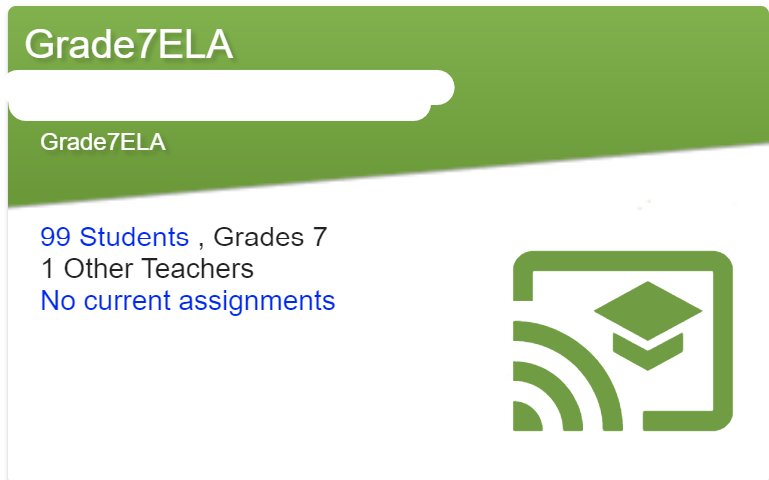 Grade7ELA
Grade7ELA
99 Students , Grades 7
1 Other Teachers
No current assignments